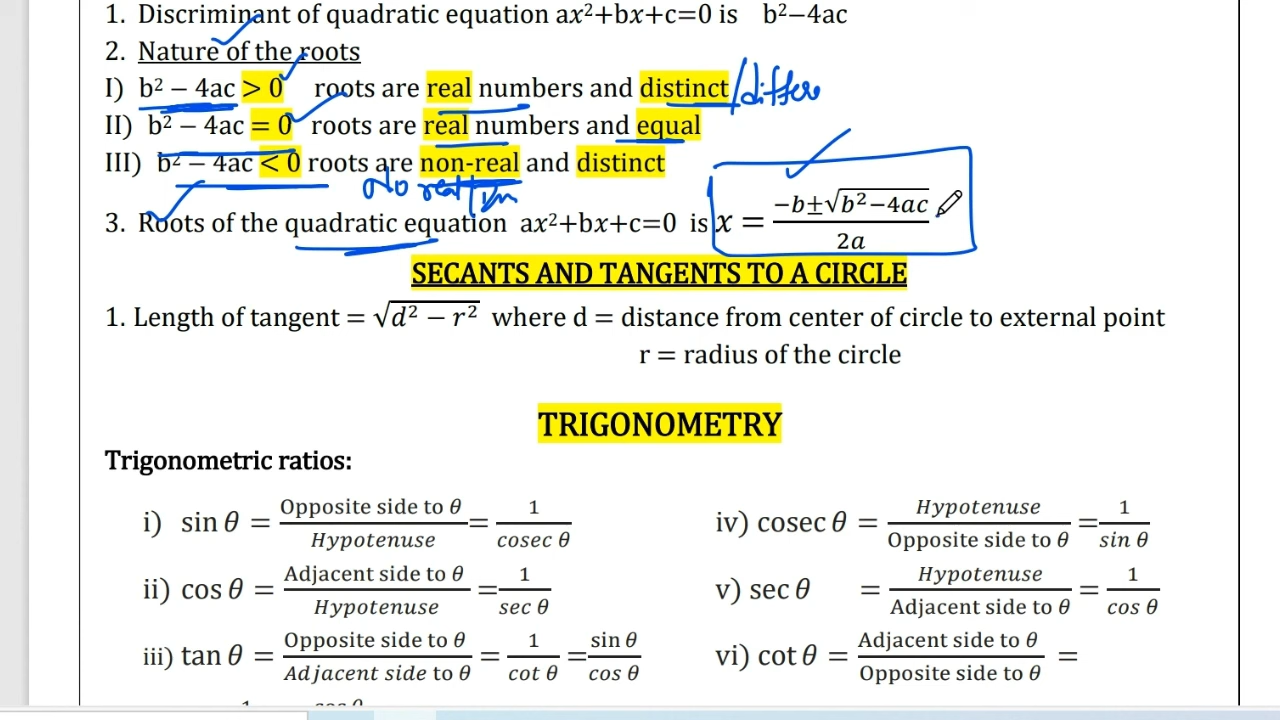 1. Discriminant of quadratic equation ax²+bx+c=0 is b²−4ac
2. Nature of the roots
I) b² − 4ac > 0 roots are real numbers and distinct /differe
II) b² − 4ac = 0 roots are real numbers and equal
III) b² − 4ac < 0 roots are non-real and distinct
No real
3. Roots of the quadratic equation ax²+bx+c=0 is x = (−b±√(b²−4ac))/(2a)
SECANTS AND TANGENTS TO A CIRCLE
1. Length of tangent = √(d² − r²) where d = distance from center of circle to external point
r = radius of the circle
TRIGONOMETRY
Trigonometric ratios:
i) sin θ = Opposite side to θ / Hypotenuse = 1 / cosec θ
iv) cosec θ = Hypotenuse / Opposite side to θ = 1 / sin θ
ii) cos θ = Adjacent side to θ / Hypotenuse = 1 / sec θ
v) sec θ = Hypotenuse / Adjacent side to θ = 1 / cos θ
iii) tan θ = Opposite side to θ / Adjacent side to θ = 1 / cot θ = sin θ / cos θ
vi) cot θ = Adjacent side to θ / Opposite side to θ =